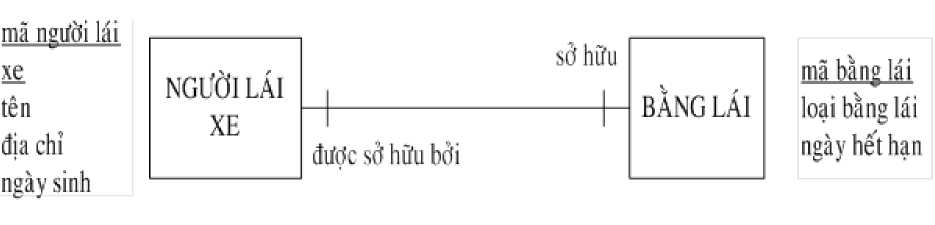 mã người lái
xe
tên
địa chỉ
ngày sinh
NGƯỜI LÁI
XE
được sở hữu bởi
sở hữu
BẰNG LÁI
mã bằng lái
loại bằng lái
ngày hết hạn